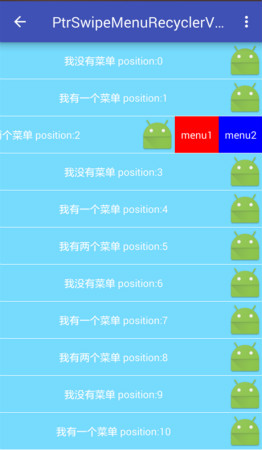 PtrSwipeMenuRecyclerV...
我没有菜单 position:0
我有一个菜单 position:1
个菜单 position:2 menu1 menu2
我没有菜单 position:3
我有一个菜单 position:4
我有两个菜单 position:5
我没有菜单 position:6
我有一个菜单 position:7
我有两个菜单 position:8
我没有菜单 position:9
我有一个菜单 position:10